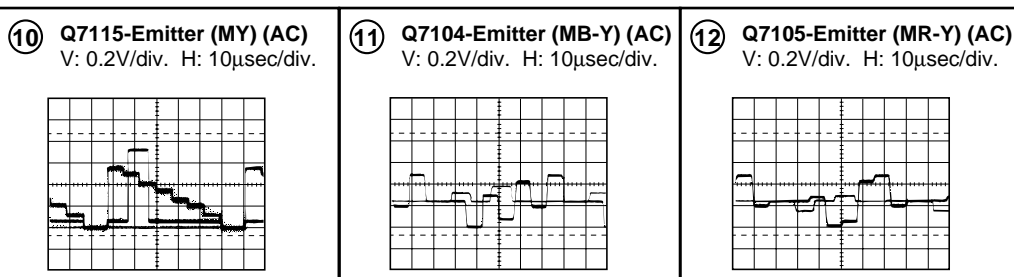 10 Q7115-Emitter (MY) (AC)
V: 0.2V/div. H: 10μsec/div.
11 Q7104-Emitter (MB-Y) (AC)
V: 0.2V/div. H: 10μsec/div.
12 Q7105-Emitter (MR-Y) (AC)
V: 0.2V/div. H: 10μsec/div.